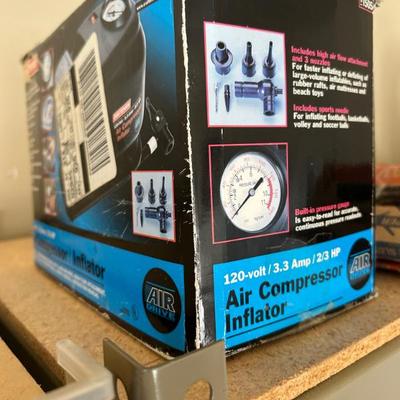 Includes high air flow attachment
and 3 nozzles
For faster inflating or deflating of
large-volume inflatables, such as
rubber rafts, air mattresses and
beach toys
Includes sports needle
For inflating footballs, basketballs,
volley and soccer balls
Built-in pressure gauge
Is easy-to-read for accurate,
continuous pressure readouts
120-volt / 3.3 Amp / 2/3 HP
Air Compressor
Inflator
AIR
DRIVE
Inflator
AIR
DRIVE